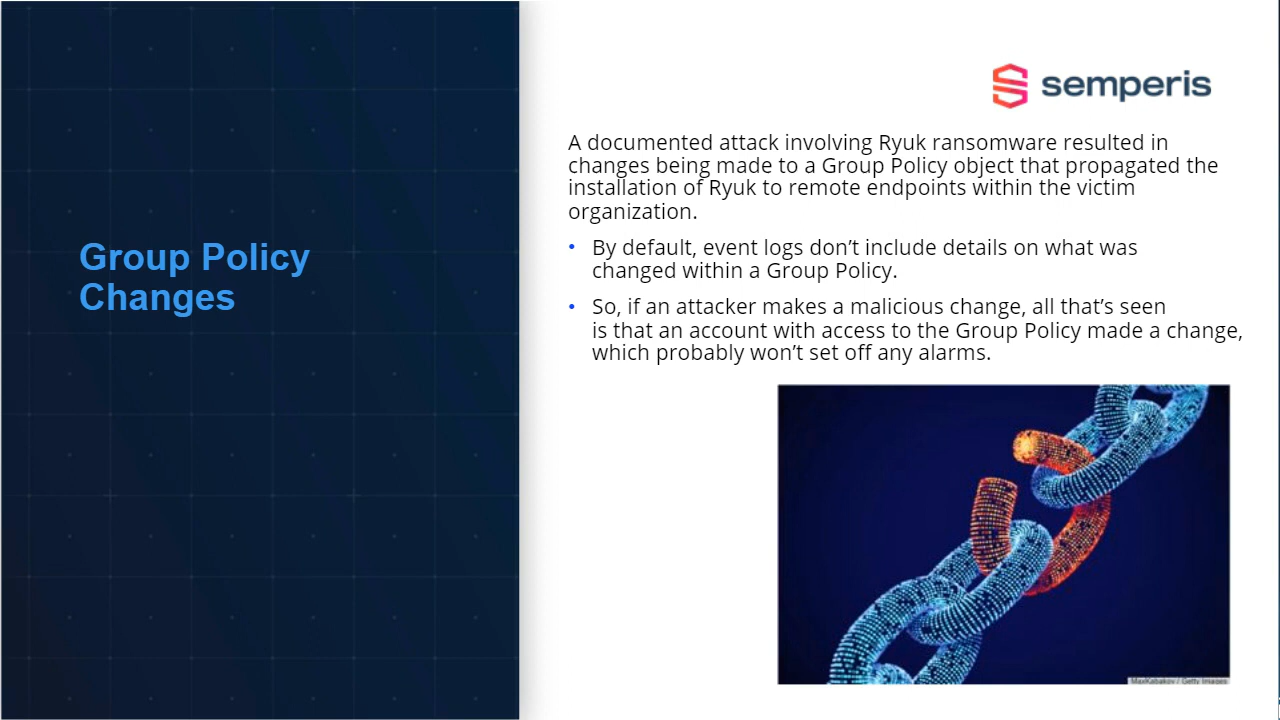 semperis
Group Policy
Changes
A documented attack involving Ryuk ransomware resulted in
changes being made to a Group Policy object that propagated the
installation of Ryuk to remote endpoints within the victim
organization.
• By default, event logs don’t include details on what was
changed within a Group Policy.
• So, if an attacker makes a malicious change, all that’s seen
is that an account with access to the Group Policy made a change,
which probably won’t set off any alarms.
MaxKabakov / Getty Images